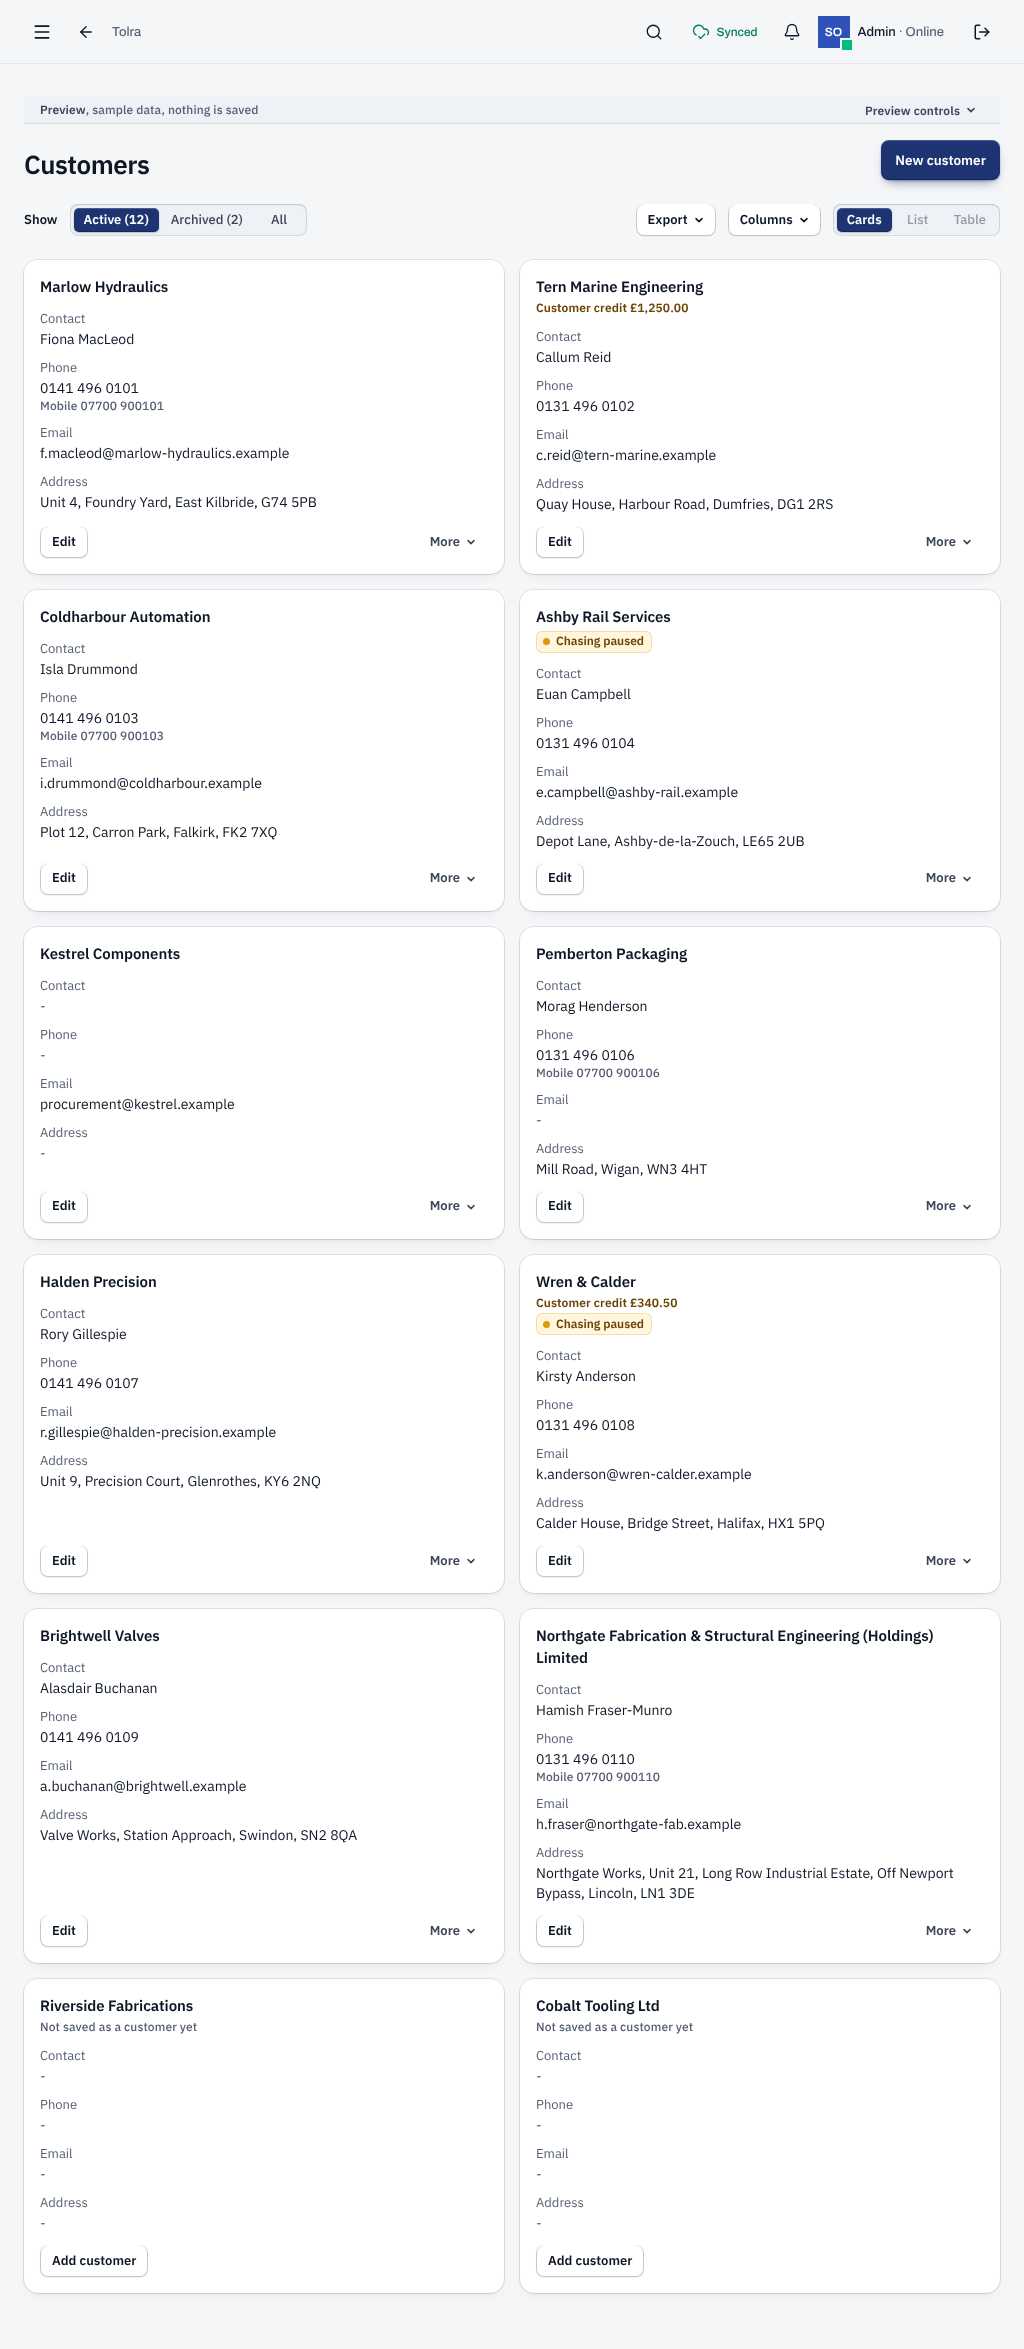 Tolra
Synced
SO
Admin · Online
Preview, sample data, nothing is saved
Preview controls
Customers
New customer
Show
Active (12)
Archived (2)
All
Export
Columns
Cards
List
Table
Marlow Hydraulics
Contact
Fiona MacLeod
Phone
0141 496 0101
Mobile 07700 900101
Email
f.macleod@marlow-hydraulics.example
Address
Unit 4, Foundry Yard, East Kilbride, G74 5PB
Edit
More
Tern Marine Engineering
Customer credit £1,250.00
Contact
Callum Reid
Phone
0131 496 0102
Email
c.reid@tern-marine.example
Address
Quay House, Harbour Road, Dumfries, DG1 2RS
Edit
More
Coldharbour Automation
Contact
Isla Drummond
Phone
0141 496 0103
Mobile 07700 900103
Email
i.drummond@coldharbour.example
Address
Plot 12, Carron Park, Falkirk, FK2 7XQ
Edit
More
Ashby Rail Services
Chasing paused
Contact
Euan Campbell
Phone
0131 496 0104
Email
e.campbell@ashby-rail.example
Address
Depot Lane, Ashby-de-la-Zouch, LE65 2UB
Edit
More
Kestrel Components
Contact
-
Phone
-
Email
procurement@kestrel.example
Address
-
Edit
More
Pemberton Packaging
Contact
Morag Henderson
Phone
0131 496 0106
Mobile 07700 900106
Email
-
Address
Mill Road, Wigan, WN3 4HT
Edit
More
Halden Precision
Contact
Rory Gillespie
Phone
0141 496 0107
Email
r.gillespie@halden-precision.example
Address
Unit 9, Precision Court, Glenrothes, KY6 2NQ
Edit
More
Wren & Calder
Customer credit £340.50
Chasing paused
Contact
Kirsty Anderson
Phone
0131 496 0108
Email
k.anderson@wren-calder.example
Address
Calder House, Bridge Street, Halifax, HX1 5PQ
Edit
More
Brightwell Valves
Contact
Alasdair Buchanan
Phone
0141 496 0109
Email
a.buchanan@brightwell.example
Address
Valve Works, Station Approach, Swindon, SN2 8QA
Edit
More
Northgate Fabrication & Structural Engineering (Holdings)
Limited
Contact
Hamish Fraser-Munro
Phone
0131 496 0110
Mobile 07700 900110
Email
h.fraser@northgate-fab.example
Address
Northgate Works, Unit 21, Long Row Industrial Estate, Off Newport
Bypass, Lincoln, LN1 3DE
Edit
More
Riverside Fabrications
Not saved as a customer yet
Contact
-
Phone
-
Email
-
Address
-
Add customer
Cobalt Tooling Ltd
Not saved as a customer yet
Contact
-
Phone
-
Email
-
Address
-
Add customer